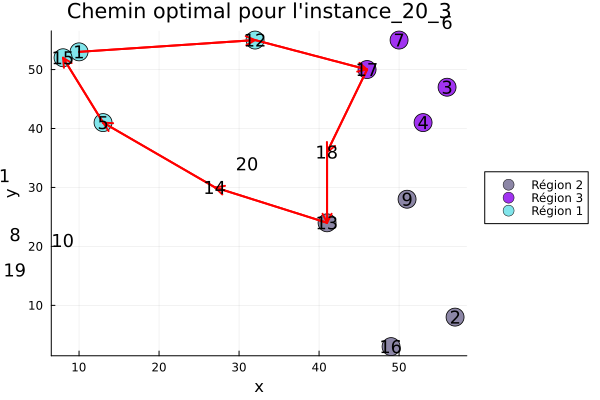 Chemin optimal pour l'instance_20_3
6
15 1 12 7
17
3
50
5 4
40
18
20
1
14
30
9
13
y
8
10
20
19
Région 2
Région 3
Région 1
10
2
16
10 20 30 40 50
x